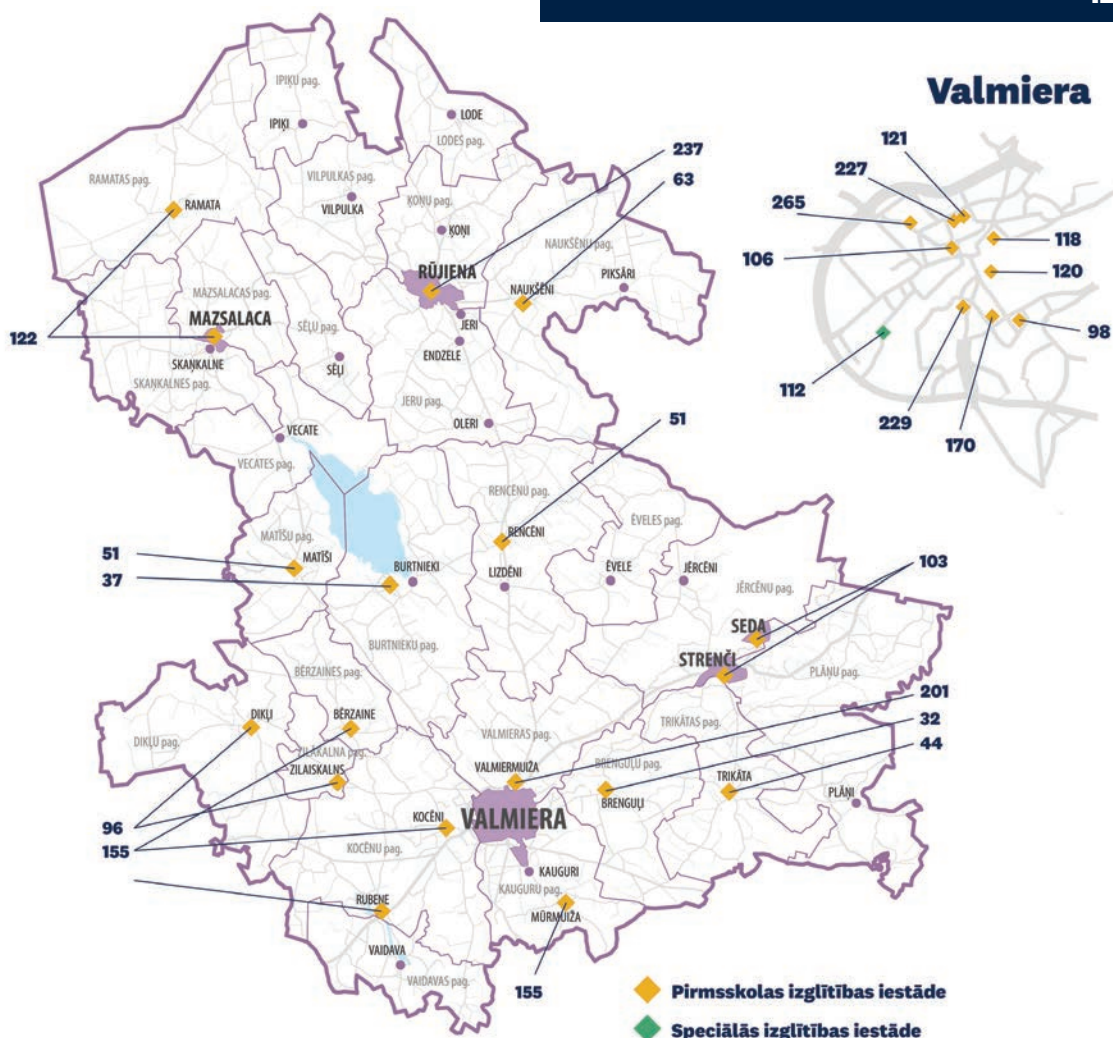 Valmiera
121
227
265
106
118
120
98
112
229
170
IPIĶU pag.
IPIĶI
LODE
LODES pag.
237
63
RAMATAS pag.
RAMATA
VILPULKAS pag.
VILPULKA
ĶOŅU pag.
ĶOŅI
NAUKŠĒNU pag.
RŪJIENA
NAUKŠĒNI
PIKSĀRI
MAZSALACAS pag.
MAZSALACA
122
SKAŅKALNE
SKAŅKALNES pag.
SĒĻU pag.
SĒĻI
JERI
ENDZELE
JERU pag.
OLERI
VECATE
VECATES pag.
51
RENCĒNU pag.
RENCĒNI
ĒVELES pag.
MATĪŠU pag.
51
MATĪŠI
37
BURTNIEKI
LIZDĒNI
ĒVELE
JĒRCĒNI
JĒRCĒNU pag.
103
SEDA
STRENČI
BURTNIEKU pag.
PLĀŅU pag.
BĒRZAINES pag.
201
DIKĻI
BĒRZAINE
DIKĻU pag.
VALMIERAS pag.
TRIKĀTAS pag.
32
ZILĀKALNA pag.
44
ZILAISKALNS
VALMIERMUIŽA
BRENGUĻU pag.
BRENGUĻI
TRIKĀTA
PLĀŅI
96
155
KOCĒNI
VALMIERA
KOCĒNU pag.
KAUGURI
KAUGURU pag.
RUBENE
MŪRMUIŽA
VAIDAVA
VAIDAVAS pag.
155
Pirmsskolas izglītības iestāde
Speciālās izglītības iestāde